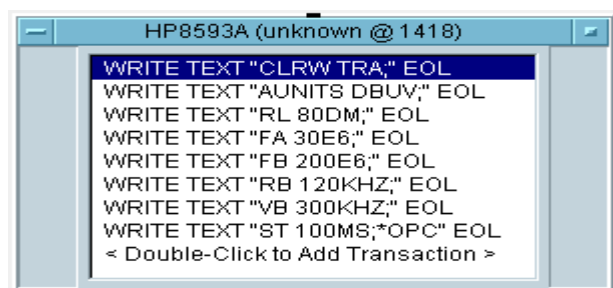 HP8593A (unknown @ 1418)
WRITE TEXT "CLRW TRA;" EOL
WRITE TEXT "AUNITS DBUV;" EOL
WRITE TEXT "RL 80DM;" EOL
WRITE TEXT "FA 30E6;" EOL
WRITE TEXT "FB 200E6;" EOL
WRITE TEXT "RB 120KHZ;" EOL
WRITE TEXT "VB 300KHZ;" EOL
WRITE TEXT "ST 100MS;*OPC" EOL
< Double-Click to Add Transaction >